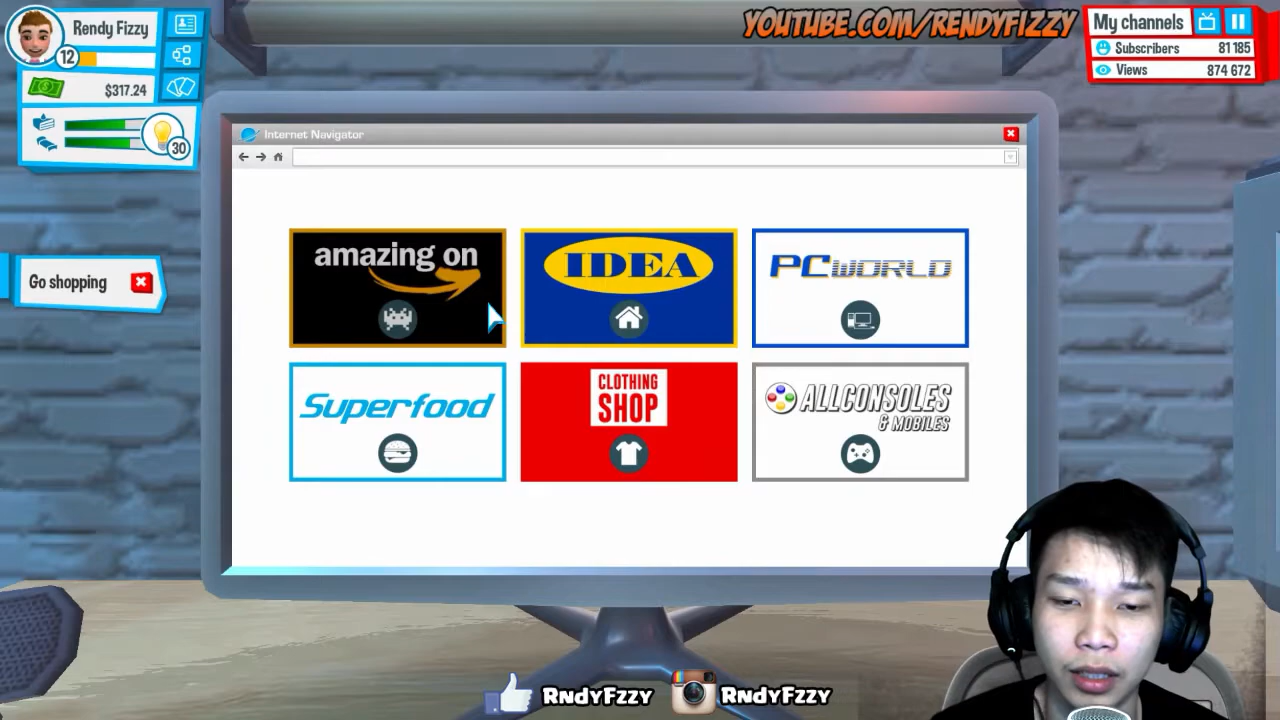 Rendy Fizzy
12
$317.24
30
YOUTUBE.COM/RENDYFIZZY
My channels
Subscribers 81 185
Views 874 672
Internet Navigator
Go shopping
amazing on
IDEA
PCWORLD
Superfood
CLOTHING
SHOP
ALLCONSOLES
& MOBILES
RndyFzzy
RndyFzzy